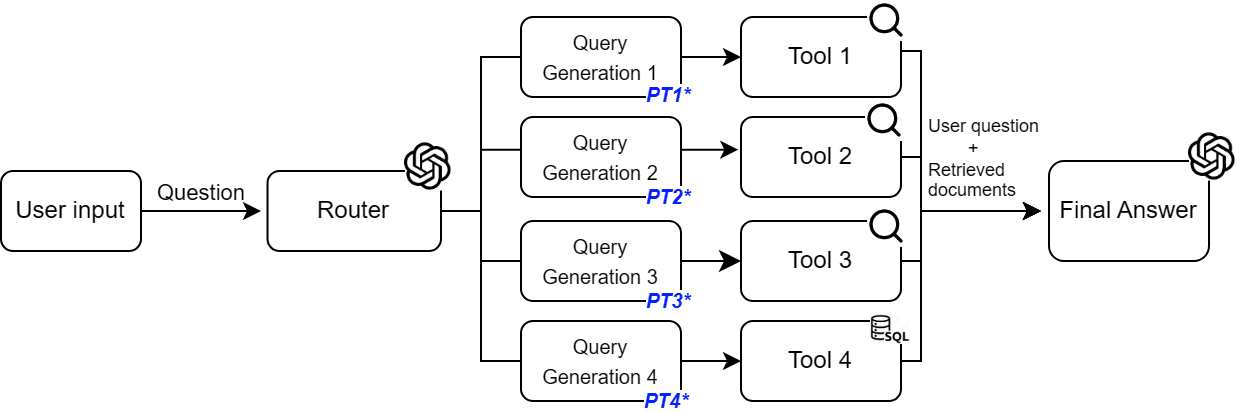 User input
Question
Router
Query
Generation 1
PT1*
Tool 1
Query
Generation 2
PT2*
Tool 2
Query
Generation 3
PT3*
Tool 3
Query
Generation 4
PT4*
Tool 4
SQL
User question
+
Retrieved
documents
Final Answer